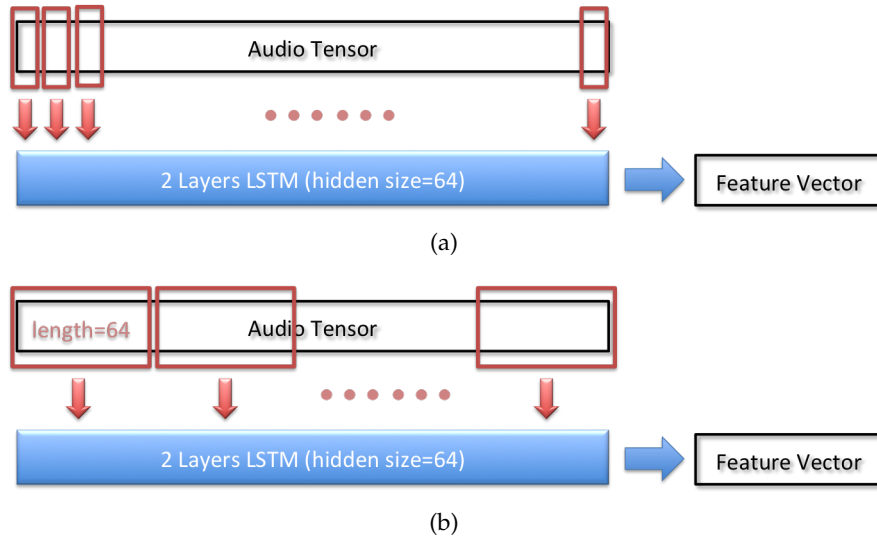 Audio Tensor
2 Layers LSTM (hidden size=64)
Feature Vector
(a)
length=64
Audio Tensor
2 Layers LSTM (hidden size=64)
Feature Vector
(b)